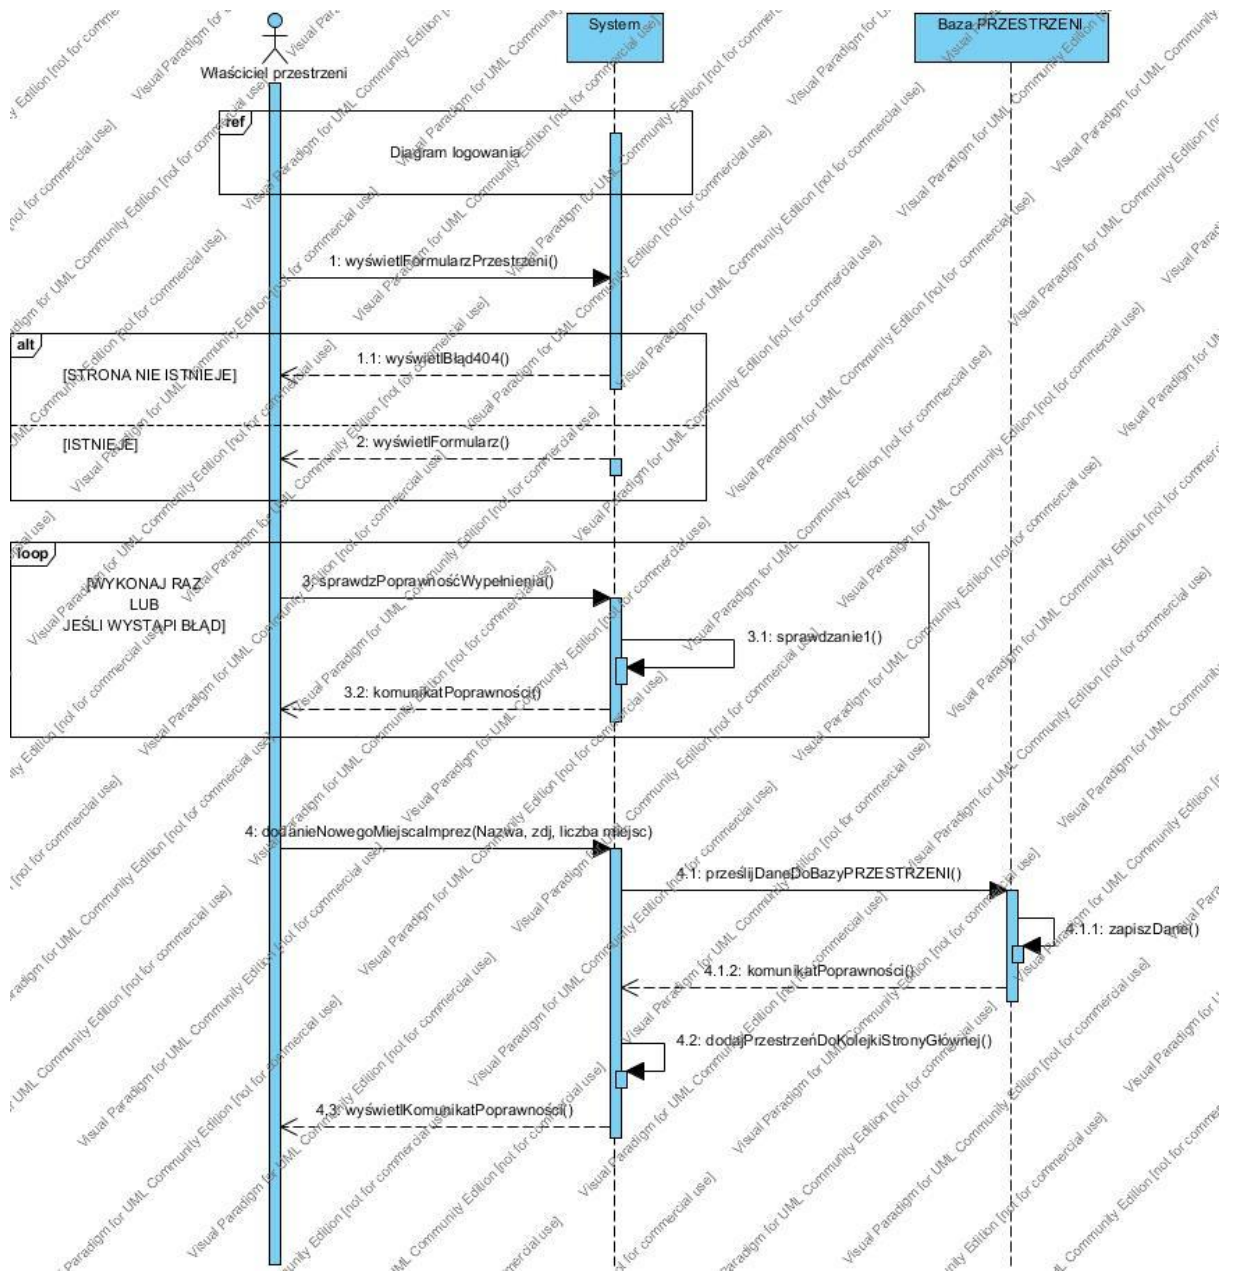 System
Baza PRZESTRZENI
Właściciel przestrzeni
ref
Diagram logowania
1: wyświetlFormularzPrzestrzeni()
alt
1.1: wyświetlBłąd404()
[STRONA NIE ISTNIEJE]
[ISTNIEJE]
2: wyświetlFormularz()
loop
[WYKONAJ RAZ
LUB
JEŚLI WYSTAPI BŁAD]
3: sprawdzPoprawnośćWypełnienia()
3.1: sprawdzanie1()
3.2: komunikatPoprawności()
4: dodanieNowegoMiejscaImprez(Nazwa, zdj, liczba miejsc)
4.1: prześlijDaneDoBazyPRZESTRZENI()
4.1.1: zapiszDane()
4.1.2: komunikatPoprawności()
4.2: dodajPrzestrzeńDoKolejkiStronyGłównej()
4.3: wyświetlKomunikatPoprawności()
Visual Paradigm for UML Community Edition [not for commercial use]